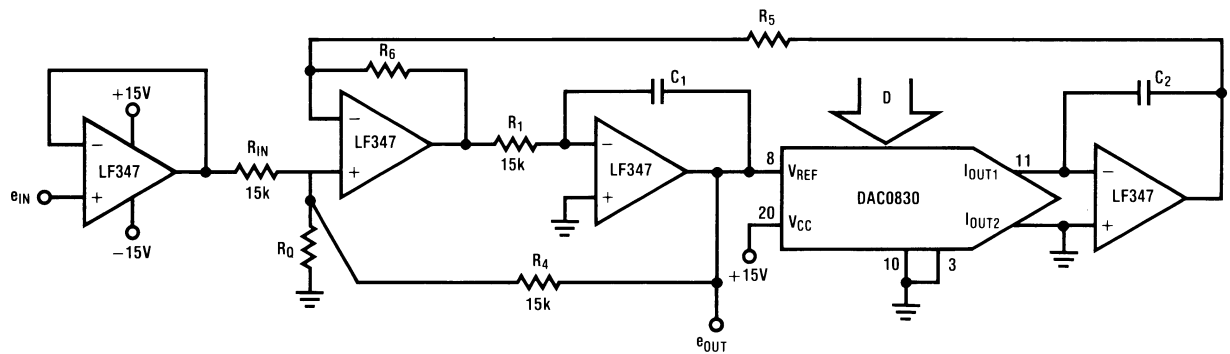 R5
R6
C1
C2
+15V
D
R1
15k
RIN
15k
−
LF347
+
−
LF347
+
−
LF347
+
8
VREF
IOUT1
11
−
LF347
+
DAC0830
20
VCC
IOUT2
eIN
−15V
RQ
R4
15k
+15V
10
3
eOUT